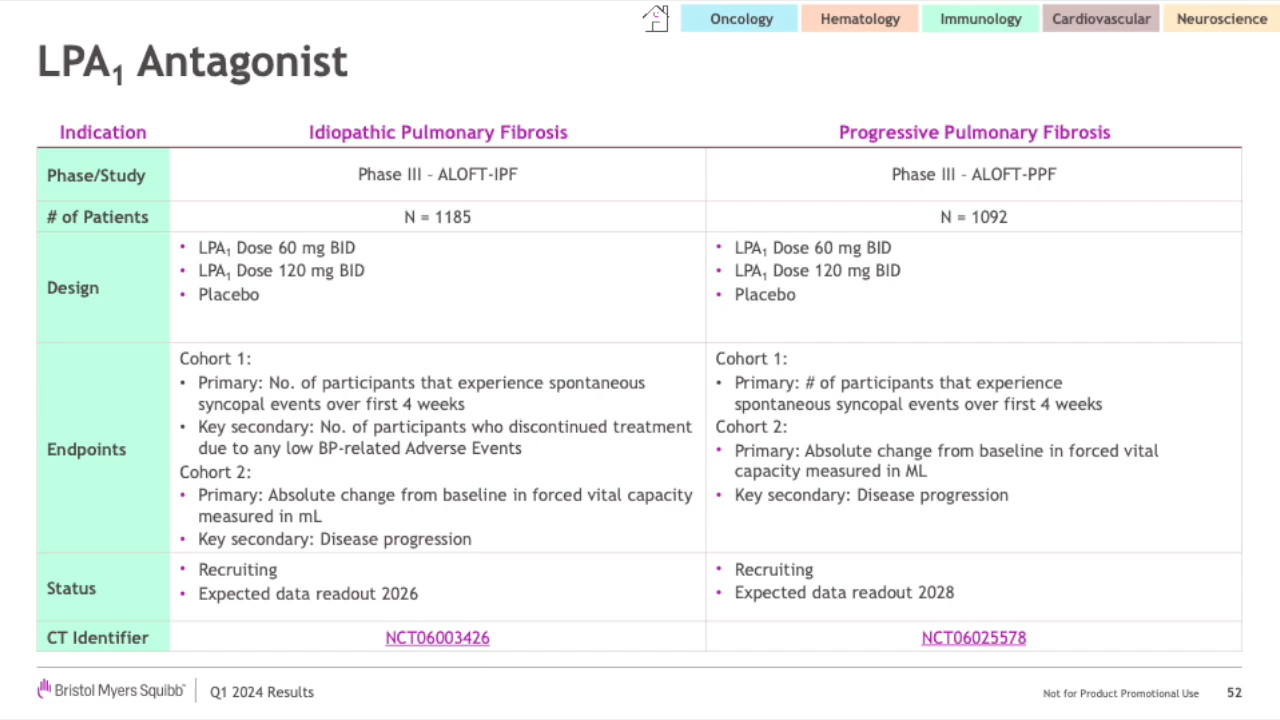 Oncology Hematology Immunology Cardiovascular Neuroscience
LPA1 Antagonist
Indication Idiopathic Pulmonary Fibrosis Progressive Pulmonary Fibrosis
Phase/Study Phase III – ALOFT-IPF Phase III – ALOFT-PPF
# of Patients N = 1185 N = 1092
Design
• LPA1 Dose 60 mg BID
• LPA1 Dose 120 mg BID
• Placebo
• LPA1 Dose 60 mg BID
• LPA1 Dose 120 mg BID
• Placebo
Endpoints
Cohort 1:
• Primary: No. of participants that experience spontaneous
syncopal events over first 4 weeks
• Key secondary: No. of participants who discontinued treatment
due to any low BP-related Adverse Events
Cohort 2:
• Primary: Absolute change from baseline in forced vital capacity
measured in mL
• Key secondary: Disease progression
Cohort 1:
• Primary: # of participants that experience
spontaneous syncopal events over first 4 weeks
Cohort 2:
• Primary: Absolute change from baseline in forced vital
capacity measured in ML
• Key secondary: Disease progression
Status
• Recruiting
• Expected data readout 2026
• Recruiting
• Expected data readout 2028
CT Identifier NCT06003426 NCT06025578
Bristol Myers Squibb™ Q1 2024 Results Not for Product Promotional Use 52